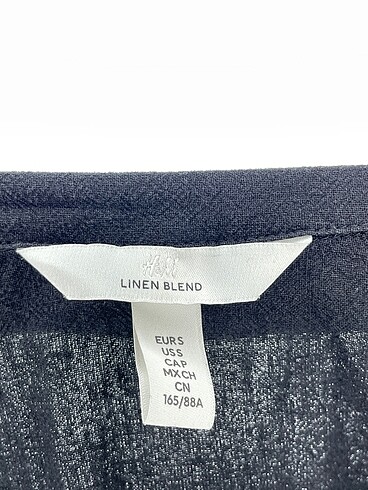 H&M
LINEN BLEND
EUR S
US S
CA P
MX CH
CN
165/88A